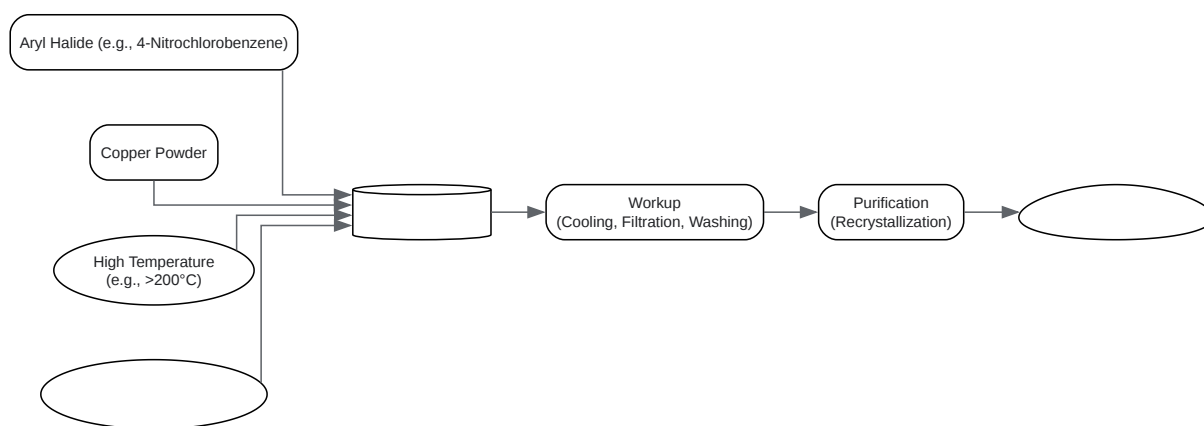 Aryl Halide (e.g., 4-Nitrochlorobenzene)
Copper Powder
High Temperature
(e.g., >200°C)
Workup
(Cooling, Filtration, Washing)
Purification
(Recrystallization)